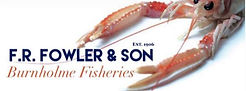 EST. 1906
F.R. FOWLER & SON
Burnholme Fisheries